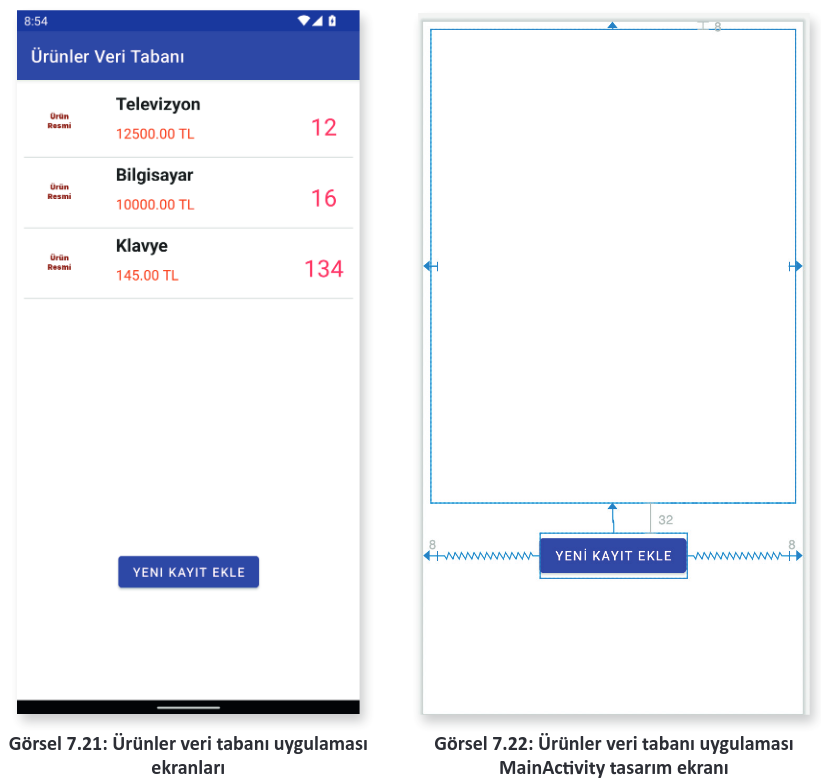 8:54
Ürünler Veri Tabanı
Ürün
Resmi
Televizyon
12500.00 TL
12
Ürün
Resmi
Bilgisayar
10000.00 TL
16
Ürün
Resmi
Klavye
145.00 TL
134
YENI KAYIT EKLE
Görsel 7.21: Ürünler veri tabanı uygulaması
ekranları
8
32
8
8
YENİ KAYIT EKLE
Görsel 7.22: Ürünler veri tabanı uygulaması
MainActivity tasarım ekranı